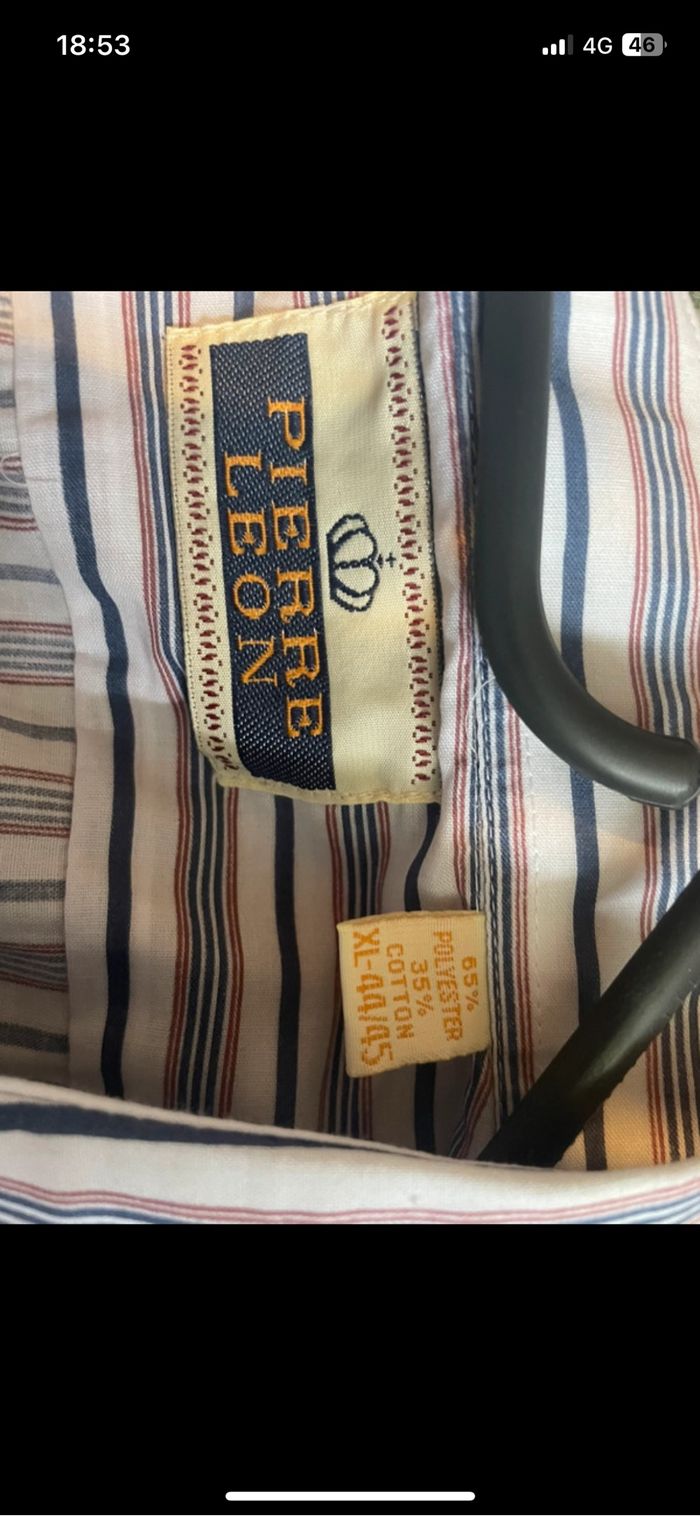 18:53
4G 46
PIERRE
LEON
65%
POLYESTER
35%
COTTON
XL-44/45